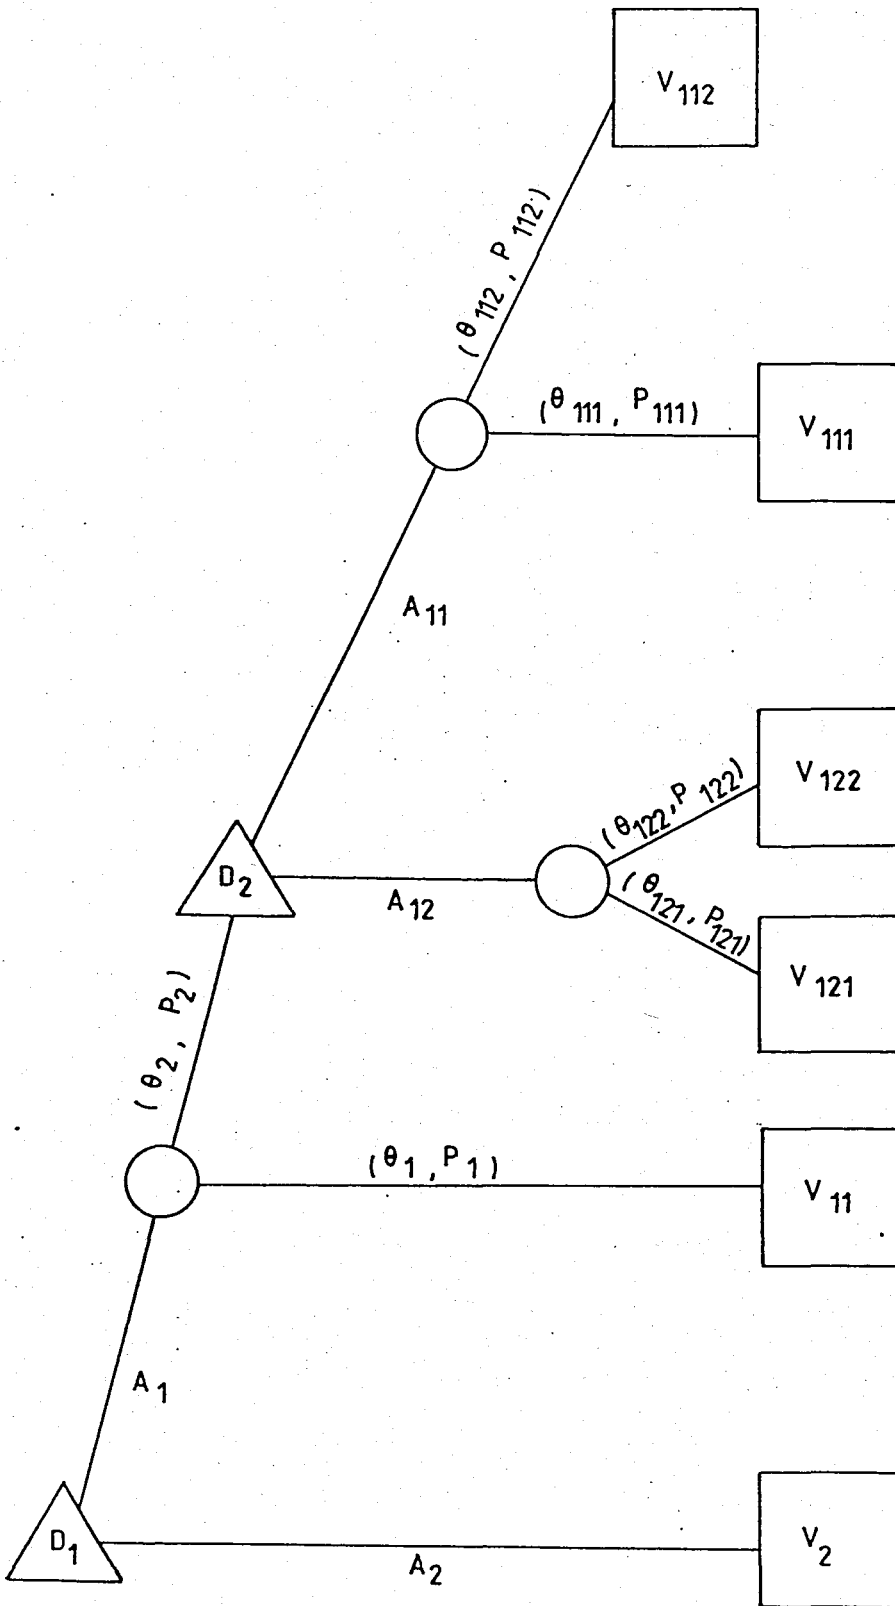 V112
(θ112, P112)
(θ111, P111)
V111
A11
V122
(θ122, P122)
D2
A12
(θ121, P121)
V121
(θ2, P2)
(θ1, P1)
V11
A1
D1
A2
V2